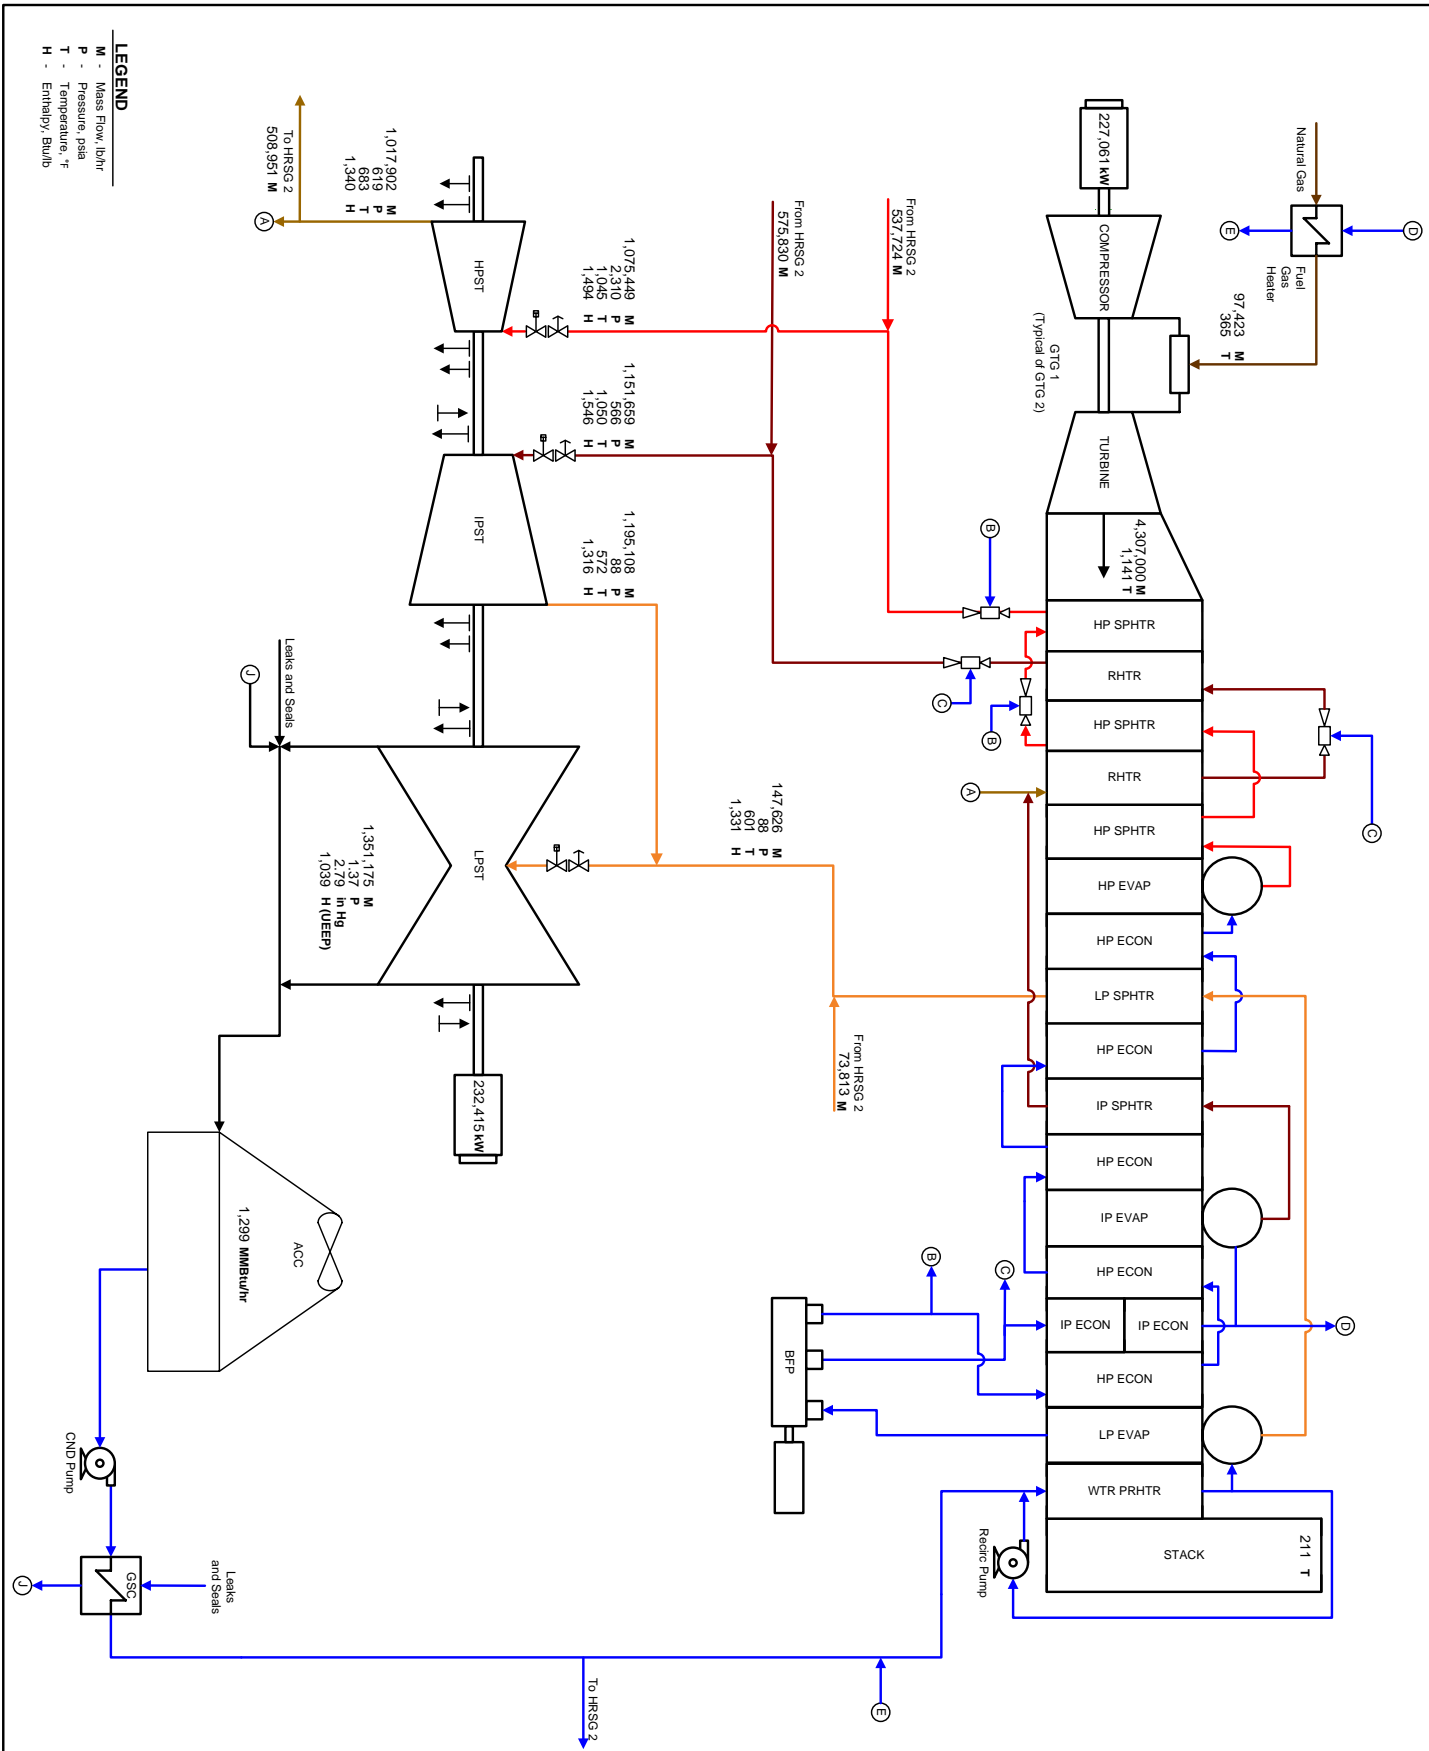 LEGEND
M - Mass Flow, lb/hr
P - Pressure, psia
T - Temperature, °F
H - Enthalpy, Btu/lb
Natural Gas
D
E
Fuel
Gas
Heater
97,423 M
365 T
227,061 kW
COMPRESSOR
GTG 1
(Typical of GTG 2)
TURBINE
4,307,000 M
1,141 T
To HRSG 2
508,951 M
A
1,017,902 M
619 P
683 T
1,340 H
HPST
1,075,449 M
2,310 P
1,045 T
1,494 H
From HRSG 2
575,830 M
From HRSG 2
537,724 M
1,151,659 M
566 P
1,050 T
1,546 H
IPST
1,195,108 M
88 P
572 T
1,316 H
B
C
B
C
A
HP SPHTR
RHTR
HP SPHTR
RHTR
HP SPHTR
HP EVAP
HP ECON
LP SPHTR
HP ECON
IP SPHTR
HP ECON
IP EVAP
HP ECON
IP ECON
IP ECON
D
HP ECON
LP EVAP
WTR PRHTR
STACK
211 T
Leaks and Seals
J
LPST
1,351,175 M
1.37 P
2.79 in Hg
1,039 H (UEEP)
147,626 M
88 P
601 T
1,331 H
From HRSG 2
73,813 M
232,415 kW
ACC
1,299 MMBtu/hr
B
C
BFP
CND Pump
Recirc Pump
GSC
Leaks
and Seals
J
To HRSG 2
E